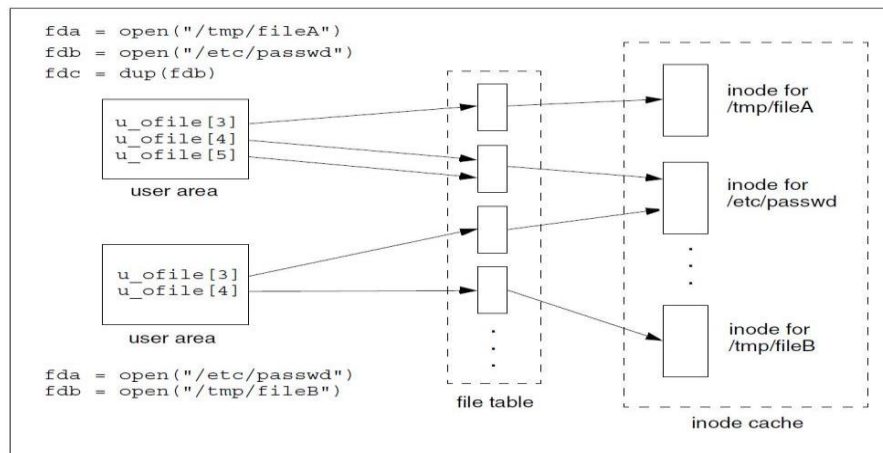 fda = open("/tmp/fileA")
fdb = open("/etc/passwd")
fdc = dup(fdb)
u_ofile[3]
u_ofile[4]
u_ofile[5]
user area
u_ofile[3]
u_ofile[4]
user area
fda = open("/etc/passwd")
fdb = open("/tmp/fileB")
file table
inode for
/tmp/fileA
inode for
/etc/passwd
inode for
/tmp/fileB
inode cache